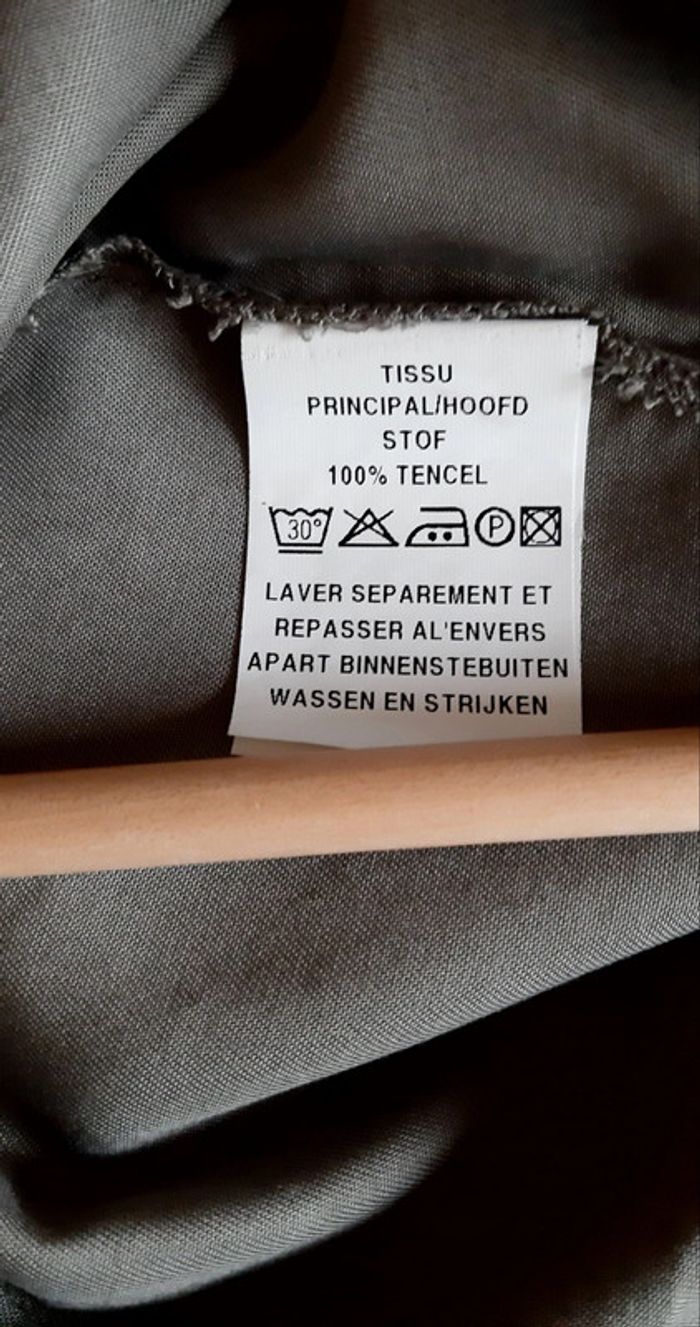 TISSU
PRINCIPAL/HOOFD
STOF
100% TENCEL
30° P
LAVER SEPAREMENT ET
REPASSER AL'ENVERS
APART BINNENSTEBUITEN
WASSEN EN STRIJKEN